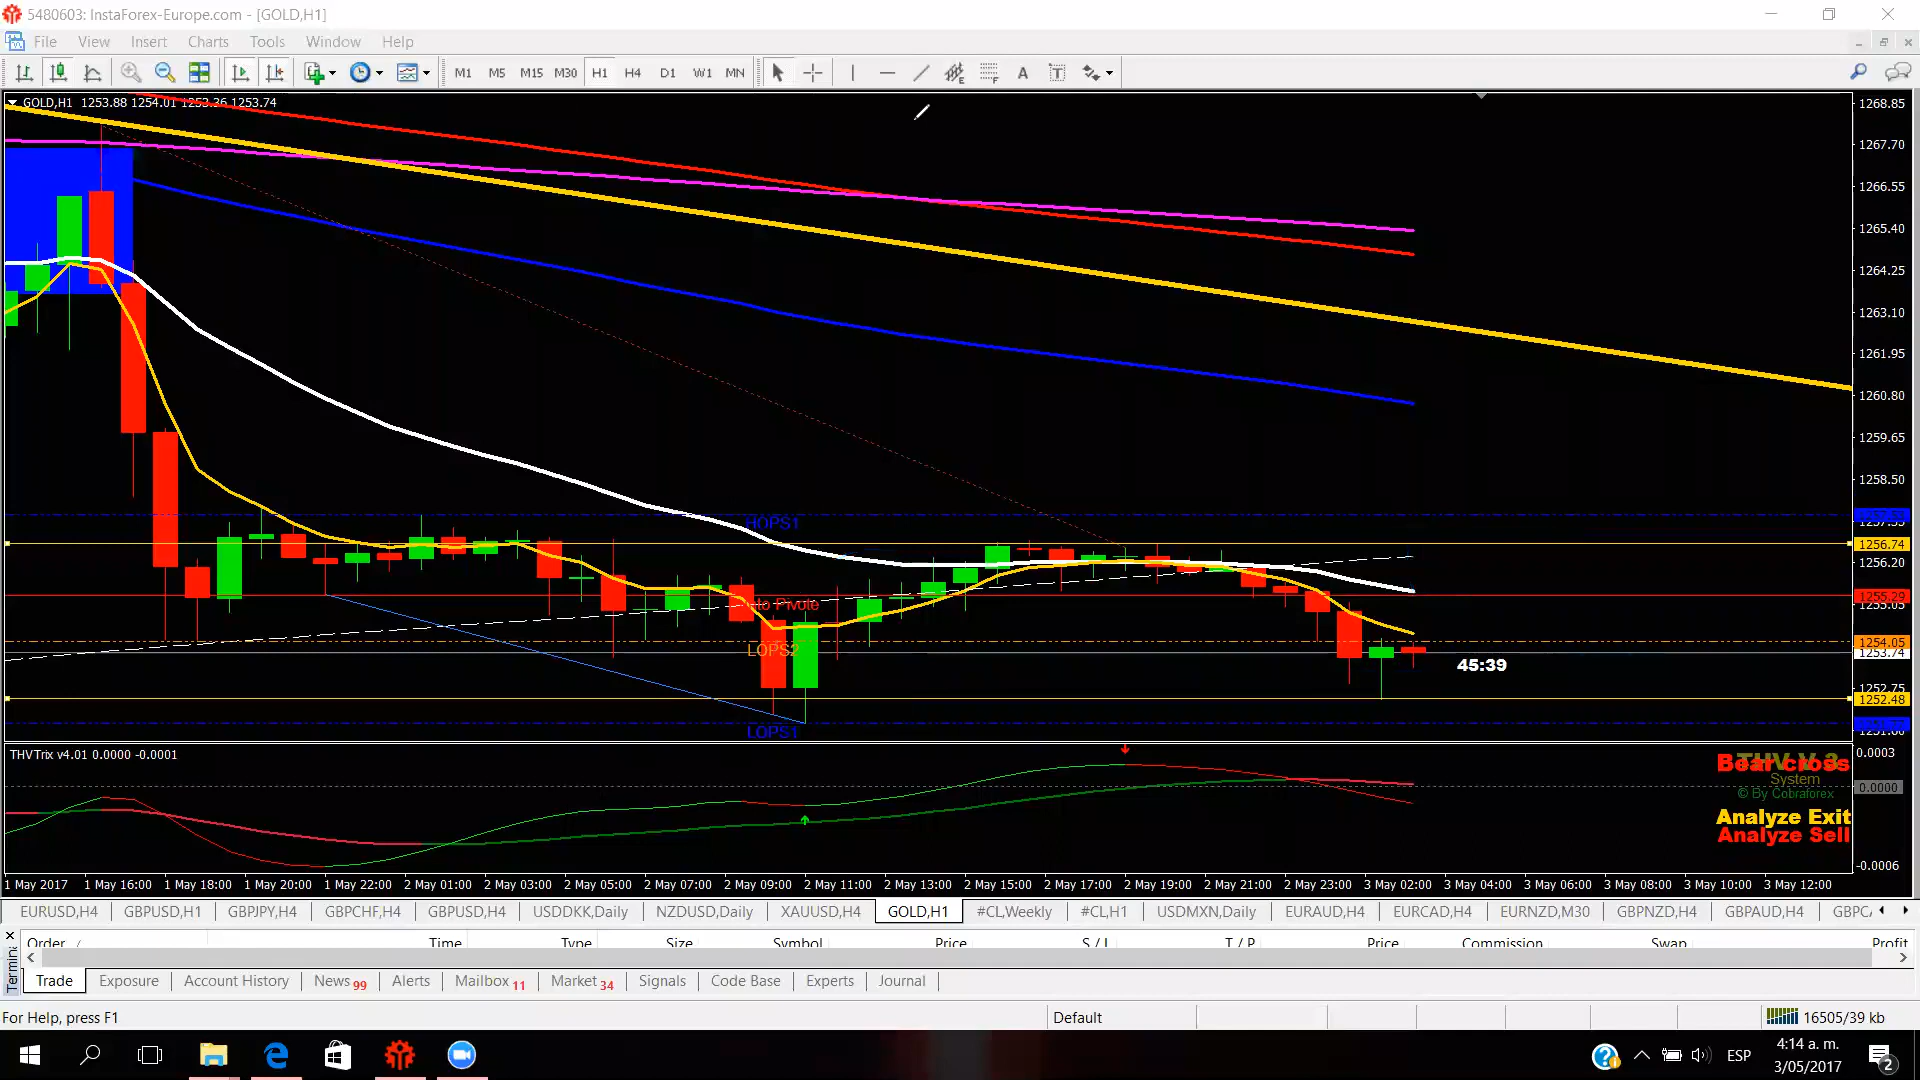 5480603: InstaForex-Europe.com - [GOLD,H1]
File View Insert Charts Tools Window Help
M1 M5 M15 M30 H1 H4 D1 W1 MN
GOLD,H1 1253.88 1254.01 1253.36 1253.74
1268.85
1267.70
1266.55
1265.40
1264.25
1263.10
1261.95
1260.80
1259.65
1258.50
HOPS1
1256.74
1256.20
1255.29
Pivote
1254.05
LOPS2
1253.74
45:39
1252.75
1252.48
LOPS1
THVTrix v4.01 0.0000 -0.0001
0.0003
Bear cross
System
© By Cobraforex
0.0000
Analyze Exit
Analyze Sell
-0.0006
1 May 2017 1 May 16:00 1 May 18:00 1 May 20:00 1 May 22:00 2 May 01:00 2 May 03:00 2 May 05:00 2 May 07:00 2 May 09:00 2 May 11:00 2 May 13:00 2 May 15:00 2 May 17:00 2 May 19:00 2 May 21:00 2 May 23:00 3 May 02:00 3 May 04:00 3 May 06:00 3 May 08:00 3 May 10:00 3 May 12:00
EURUSD,H4 GBPUSD,H1 GBPJPY,H4 GBPCHF,H4 GBPUSD,H4 USDDKK,Daily NZDUSD,Daily XAUUSD,H4 GOLD,H1 #CL,Weekly #CL,H1 USDMXN,Daily EURAUD,H4 EURCAD,H4 EURNZD,M30 GBPNZD,H4 GBPAUD,H4 GBPCA
Order Time Type Size Symbol Price S / L T / P Price Commission Swap Profit
Trade Exposure Account History News 99 Alerts Mailbox 11 Market 34 Signals Code Base Experts Journal
For Help, press F1
Default
16505/39 kb
ESP
4:14 a. m.
3/05/2017
2